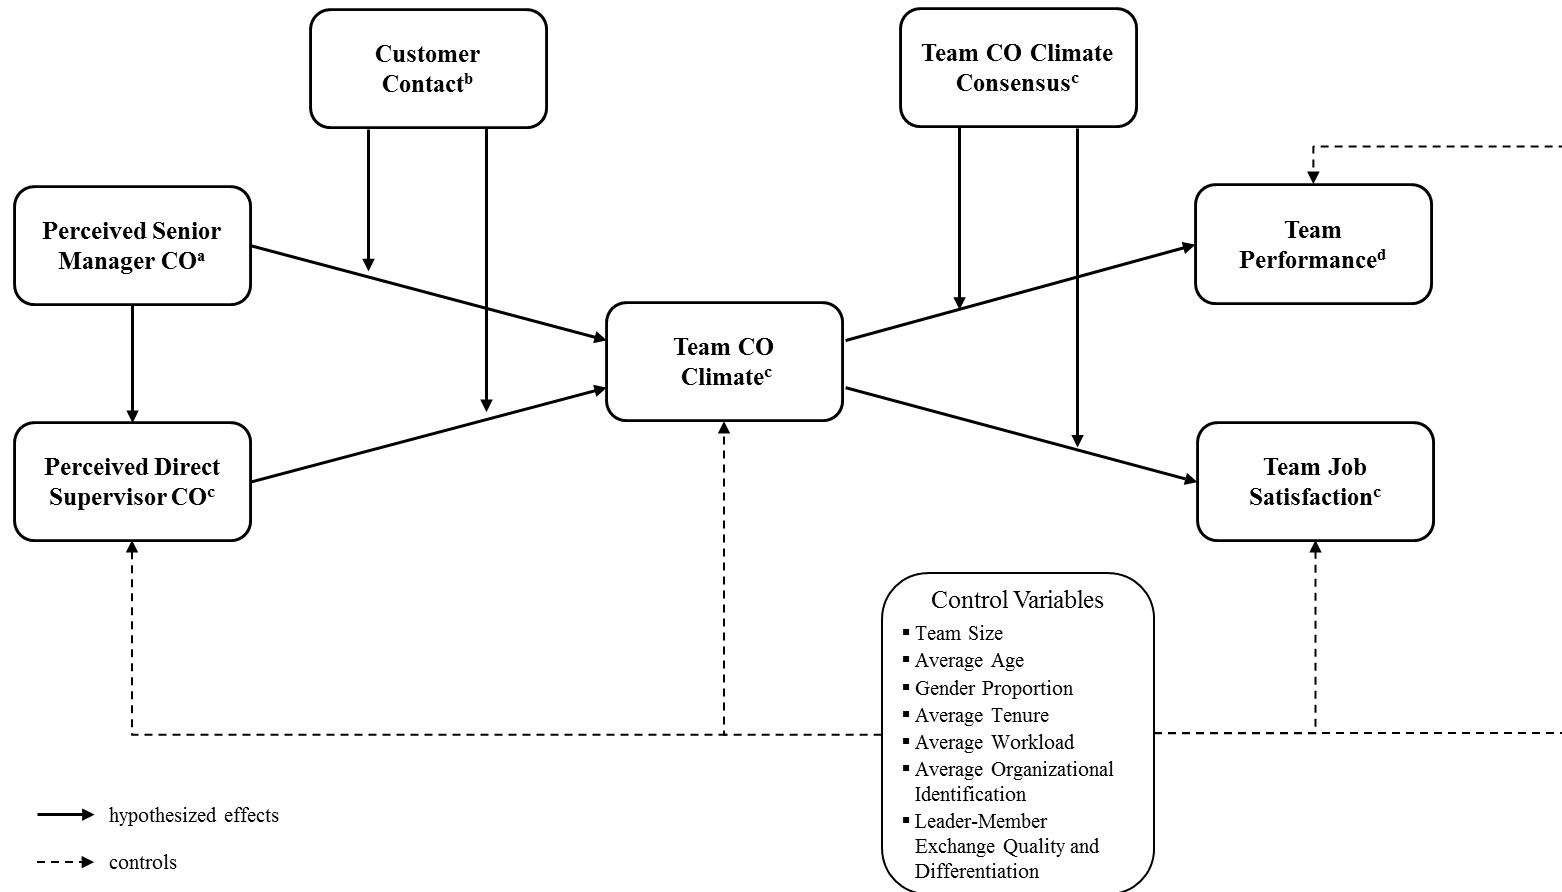 Customer
Contactᵇ
Team CO Climate
Consensusᶜ
Perceived Senior
Manager COᵃ
Team
Performanceᵈ
Team CO
Climateᶜ
Perceived Direct
Supervisor COᶜ
Team Job
Satisfactionᶜ
Control Variables
▪ Team Size
▪ Average Age
▪ Gender Proportion
▪ Average Tenure
▪ Average Workload
▪ Average Organizational
Identification
▪ Leader-Member
Exchange Quality and
Differentiation
hypothesized effects
controls